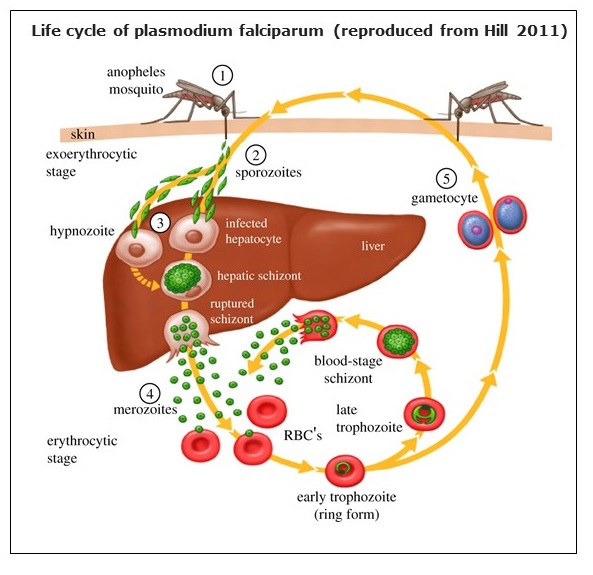 Life cycle of plasmodium falciparum (reproduced from Hill 2011)
anopheles
mosquito
1
skin
exoerythrocytic
stage
2
sporozoites
5
gametocyte
3
hypnozoite
infected
hepatocyte
liver
hepatic schizont
ruptured
schizont
blood-stage
schizont
4
merozoites
late
trophozoite
RBC's
erythrocytic
stage
early trophozoite
(ring form)